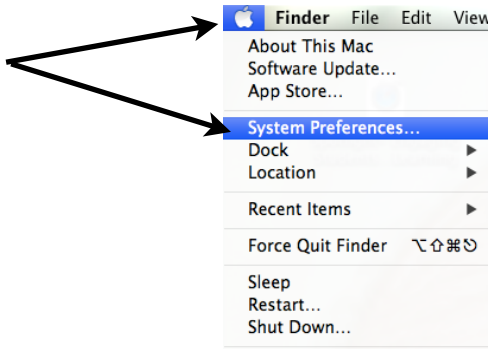 Finder File Edit View
About This Mac
Software Update...
App Store...
System Preferences...
Dock
Location
Recent Items
Force Quit Finder ⌥⇧⌘⎋
Sleep
Restart...
Shut Down...